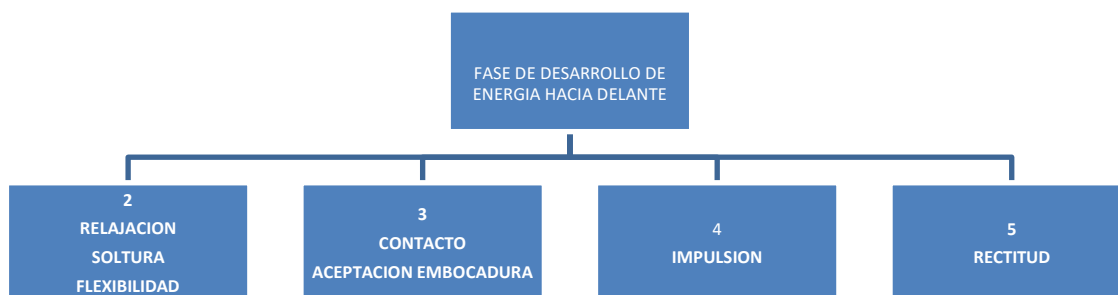 FASE DE DESARROLLO DE
ENERGIA HACIA DELANTE
2
RELAJACION
SOLTURA
FLEXIBILIDAD
3
CONTACTO
ACEPTACION EMBOCADURA
4
IMPULSION
5
RECTITUD